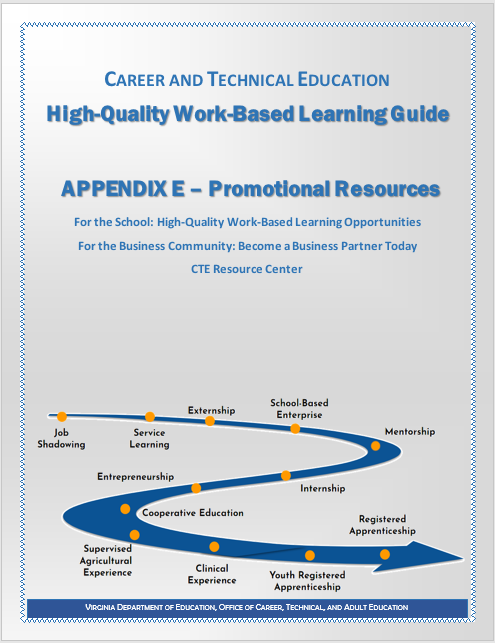 CAREER AND TECHNICAL EDUCATION
High-Quality Work-Based Learning Guide
APPENDIX E – Promotional Resources
For the School: High-Quality Work-Based Learning Opportunities
For the Business Community: Become a Business Partner Today
CTE Resource Center
Job
Shadowing
Service
Learning
Externship
School-Based
Enterprise
Mentorship
Internship
Entrepreneurship
Cooperative Education
Supervised
Agricultural
Experience
Clinical
Experience
Youth Registered
Apprenticeship
Registered
Apprenticeship
VIRGINIA DEPARTMENT OF EDUCATION, OFFICE OF CAREER, TECHNICAL, AND ADULT EDUCATION